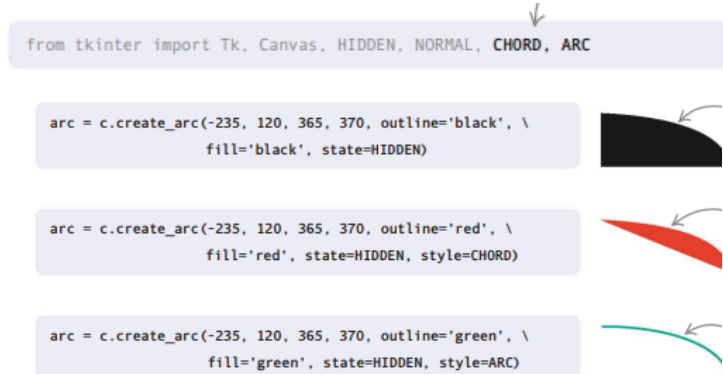 from tkinter import Tk, Canvas, HIDDEN, NORMAL, CHORD, ARC
arc = c.create_arc(-235, 120, 365, 370, outline='black', \
fill='black', state=HIDDEN)
arc = c.create_arc(-235, 120, 365, 370, outline='red', \
fill='red', state=HIDDEN, style=CHORD)
arc = c.create_arc(-235, 120, 365, 370, outline='green', \
fill='green', state=HIDDEN, style=ARC)